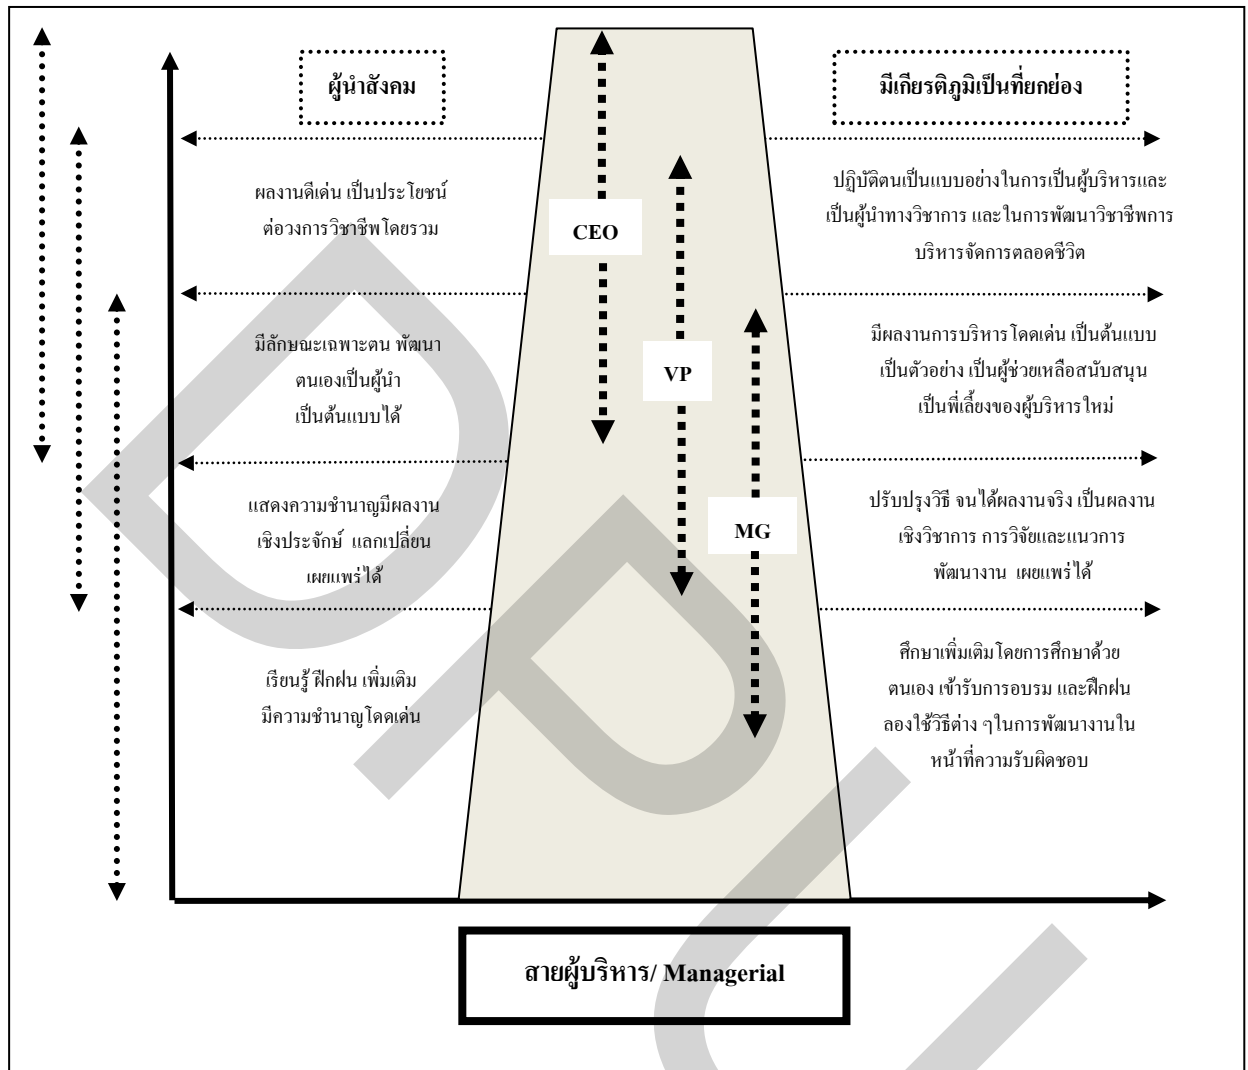 ผู้นำสังคม
มีเกียรติภูมิเป็นที่ยกย่อง
ผลงานดีเด่น เป็นประโยชน์
ต่อวงการวิชาชีพโดยรวม
ปฏิบัติตนเป็นแบบอย่างในการเป็นผู้บริหารและ
เป็นผู้นำทางวิชาการ และในการพัฒนาวิชาชีพการ
บริหารจัดการตลอดชีวิต
CEO
มีลักษณะเฉพาะตน พัฒนา
ตนเองเป็นผู้นำ
เป็นต้นแบบได้
VP
มีผลงานการบริหารโดดเด่น เป็นต้นแบบ
เป็นตัวอย่าง เป็นผู้ช่วยเหลือสนับสนุน
เป็นพี่เลี้ยงของผู้บริหารใหม่
แสดงความชำนาญมีผลงาน
เชิงประจักษ์ แลกเปลี่ยน
เผยแพร่ได้
MG
ปรับปรุงวิธี จนได้ผลงานจริง เป็นผลงาน
เชิงวิชาการ การวิจัยและแนวการ
พัฒนางาน เผยแพร่ได้
เรียนรู้ ฝึกฝน เพิ่มเติม
มีความชำนาญโดดเด่น
ศึกษาเพิ่มเติมโดยการศึกษาด้วย
ตนเอง เข้ารับการอบรม และฝึกฝน
ลองใช้วิธีต่าง ๆในการพัฒนางานใน
หน้าที่ความรับผิดชอบ
สายผู้บริหาร/ Managerial
DPU